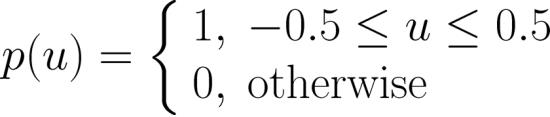 p(u) = { 1, −0.5 ≤ u ≤ 0.5
0, otherwise